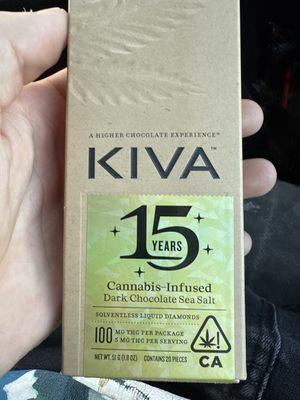 A HIGHER CHOCOLATE EXPERIENCE™
KIVA™
15
YEARS
Cannabis-Infused
Dark Chocolate Sea Salt
SOLVENTLESS LIQUID DIAMONDS
100 MG THC PER PACKAGE
5 MG THC PER SERVING
NET WT. 51 G (1.8 OZ) CONTAINS 20 PIECES
!
CA